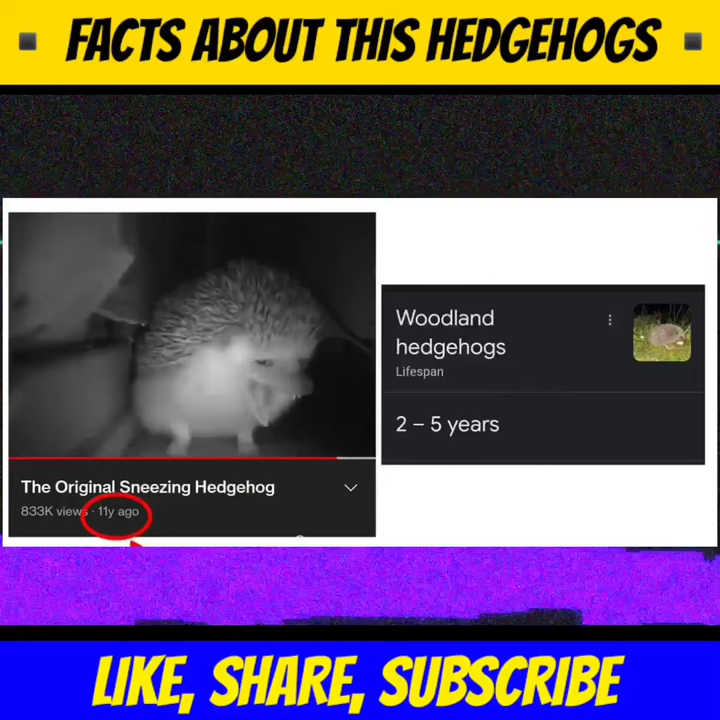 FACTS ABOUT THIS HEDGEHOGS
The Original Sneezing Hedgehog
833K views · 11y ago
Woodland
hedgehogs
Lifespan
2 – 5 years
LIKE, SHARE, SUBSCRIBE